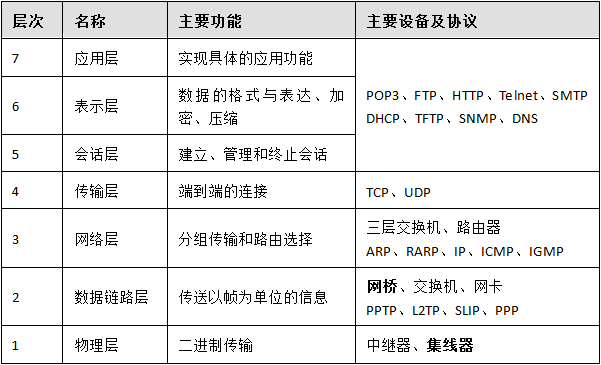 层次 名称 主要功能 主要设备及协议
7 应用层 实现具体的应用功能
POP3、FTP、HTTP、Telnet、SMTP
DHCP、TFTP、SNMP、DNS
6 表示层 数据的格式与表达、加
密、压缩
5 会话层 建立、管理和终止会话
4 传输层 端到端的连接 TCP、UDP
3 网络层 分组传输和路由选择 三层交换机、路由器
ARP、RARP、IP、ICMP、IGMP
2 数据链路层 传送以帧为单位的信息 网桥、交换机、网卡
PPTP、L2TP、SLIP、PPP
1 物理层 二进制传输 中继器、集线器